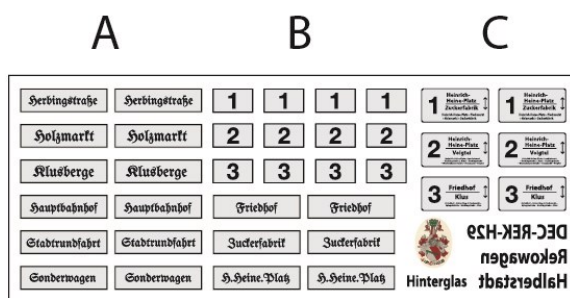 A B C
Herbingstraße Herbingstraße 1 1 1 1
Holzmarkt Holzmarkt 2 2 2 2
Klusberge Klusberge 3 3 3 3
Hauptbahnhof Hauptbahnhof Friedhof Friedhof
Stadtrundfahrt Stadtrundfahrt Zuckerfabrik Zuckerfabrik
Sonderwagen Sonderwagen H.Heine.Platz H.Heine.Platz
1 Heinrich-
Heine-Platz
Zuckerfabrik
1 Heinrich-
Heine-Platz
Zuckerfabrik
2 Heinrich-
Heine-Platz
Voigtei
2 Heinrich-
Heine-Platz
Voigtei
3 Friedhof
Klus
3 Friedhof
Klus
Hinterglas
DEC-REK-H29
Rekowagen
Halberstadt